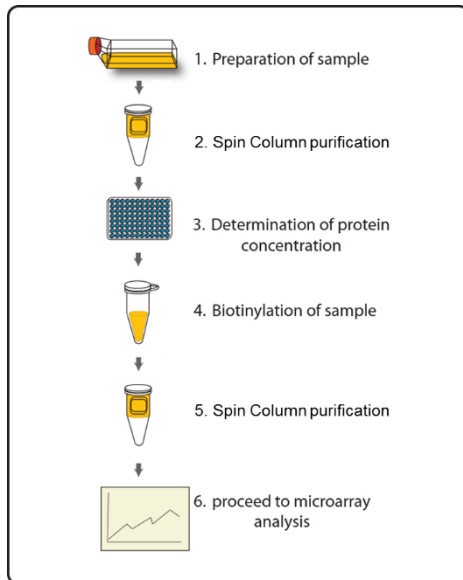 1. Preparation of sample
2. Spin Column purification
3. Determination of protein
concentration
4. Biotinylation of sample
5. Spin Column purification
6. proceed to microarray
analysis